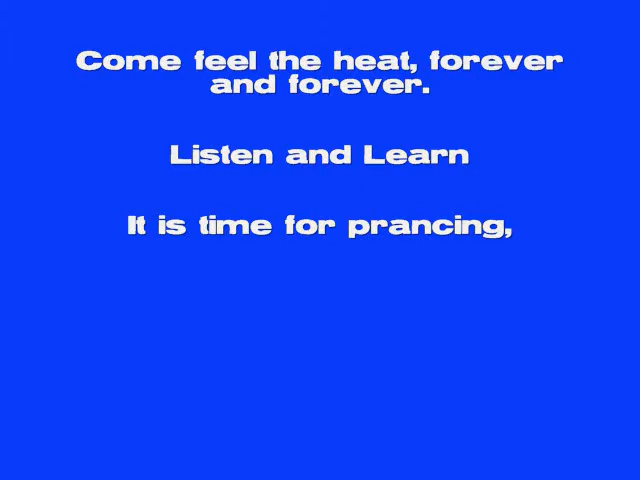 Come feel the heat, forever
and forever.
Listen and Learn
It is time for prancing,